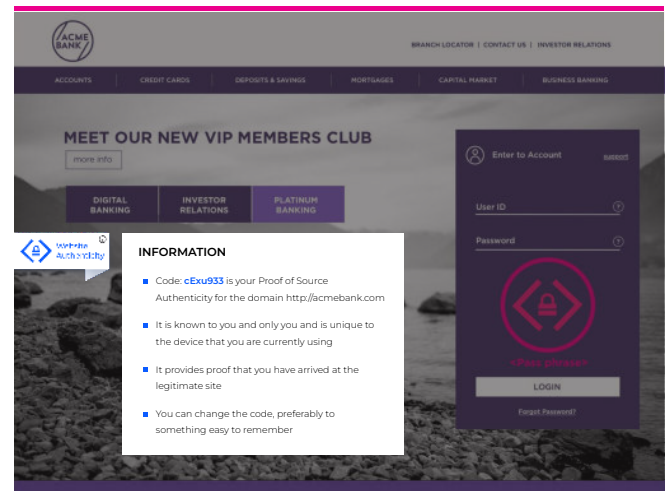 ACME
BANK
BRANCH LOCATOR | CONTACT US | INVESTOR RELATIONS
ACCOUNTS
CREDIT CARDS
DEPOSITS & SAVINGS
MORTGAGES
CAPITAL MARKET
BUSINESS BANKING
MEET OUR NEW VIP MEMBERS CLUB
more info
DIGITAL
BANKING
INVESTOR
RELATIONS
PLATINUM
BANKING
Website
Authenticity
INFORMATION
Code: cExu933 is your Proof of Source
Authenticity for the domain http://acmebank.com
It is known to you and only you and is unique to
the device that you are currently using
It provides proof that you have arrived at the
legitimate site
You can change the code, preferably to
something easy to remember
Enter to Account
support
User ID
?
Password
?
<Pass phrase>
LOGIN
Forgot Password?